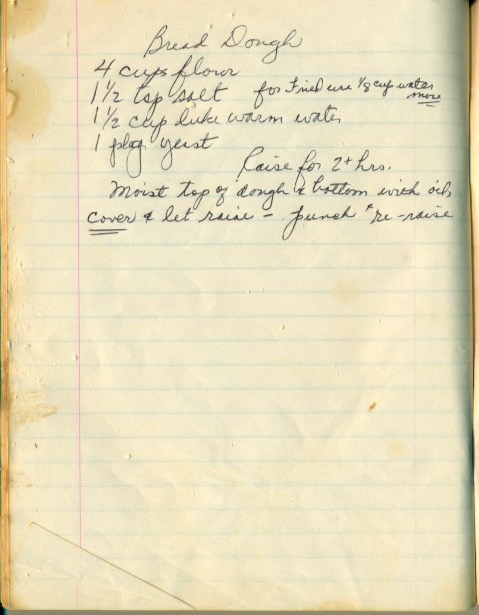 Bread Dough
4 cups flour
1 1/2 tsp salt for Fried use 1/8 cup water more
1 1/2 cup luke warm water
1 pkg yeast
Raise for 2+ hrs.
Moist top of dough & bottom with oil,
cover & let raise - punch & re-raise